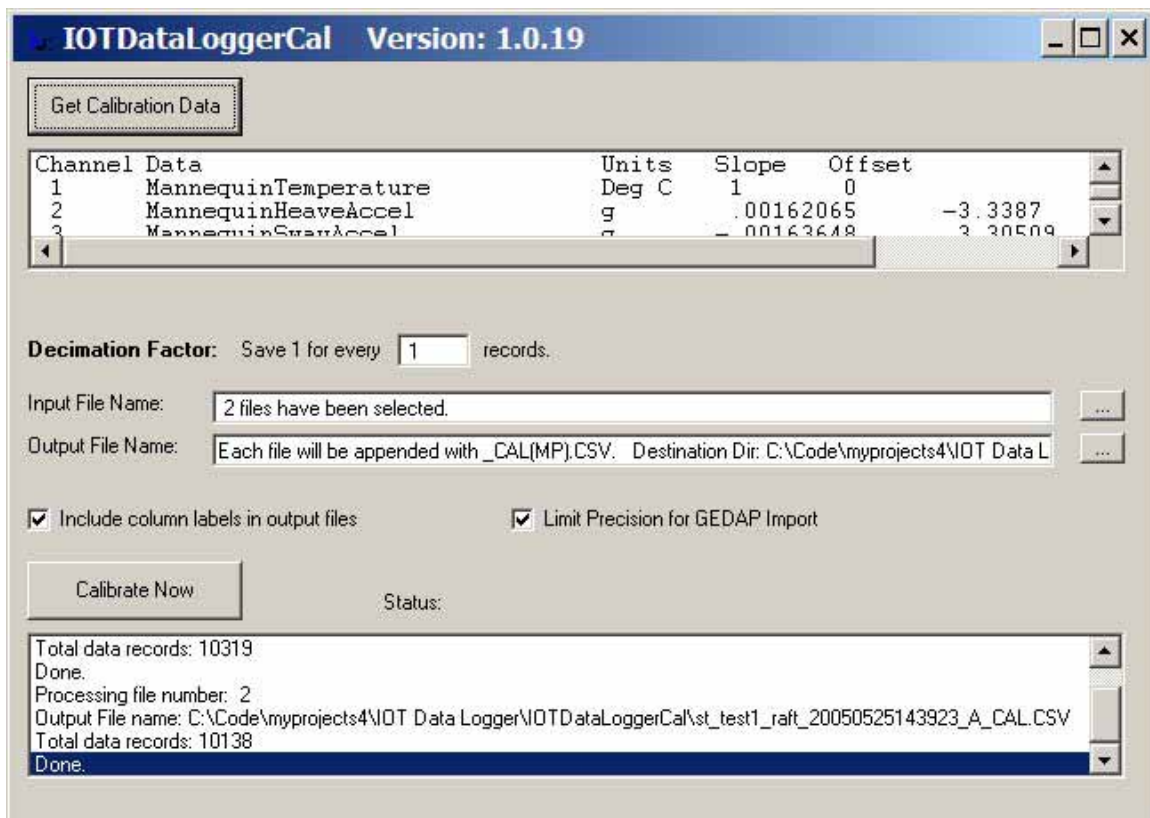 IOTDataLoggerCal Version: 1.0.19
Get Calibration Data
Channel Data Units Slope Offset
1 MannequinTemperature Deg C 1 0
2 MannequinHeaveAccel g .00162065 -3.3387
3 MannequinSwayAccel g -.00163648 3.30509
Decimation Factor: Save 1 for every 1 records.
Input File Name: 2 files have been selected. ...
Output File Name: Each file will be appended with _CAL(MP).CSV. Destination Dir: C:\Code\myprojects4\IOT Data L ...
Include column labels in output files Limit Precision for GEDAP Import
Calibrate Now Status:
Total data records: 10319
Done.
Processing file number: 2
Output File name: C:\Code\myprojects4\IOT Data Logger\IOTDataLoggerCal\st_test1_raft_20050525143923_A_CAL.CSV
Total data records: 10138
Done.